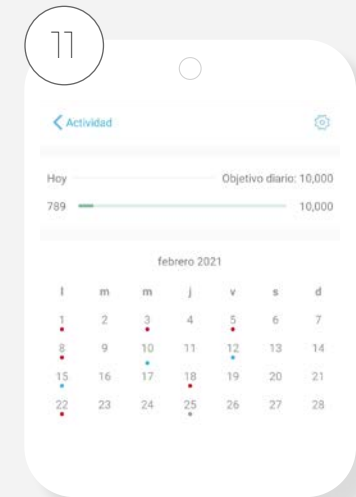 11
Actividad
Hoy Objetivo diario: 10,000
789 10,000
febrero 2021
l m m j v s d
1 2 3 4 5 6 7
8 9 10 11 12 13 14
15 16 17 18 19 20 21
22 23 24 25 26 27 28